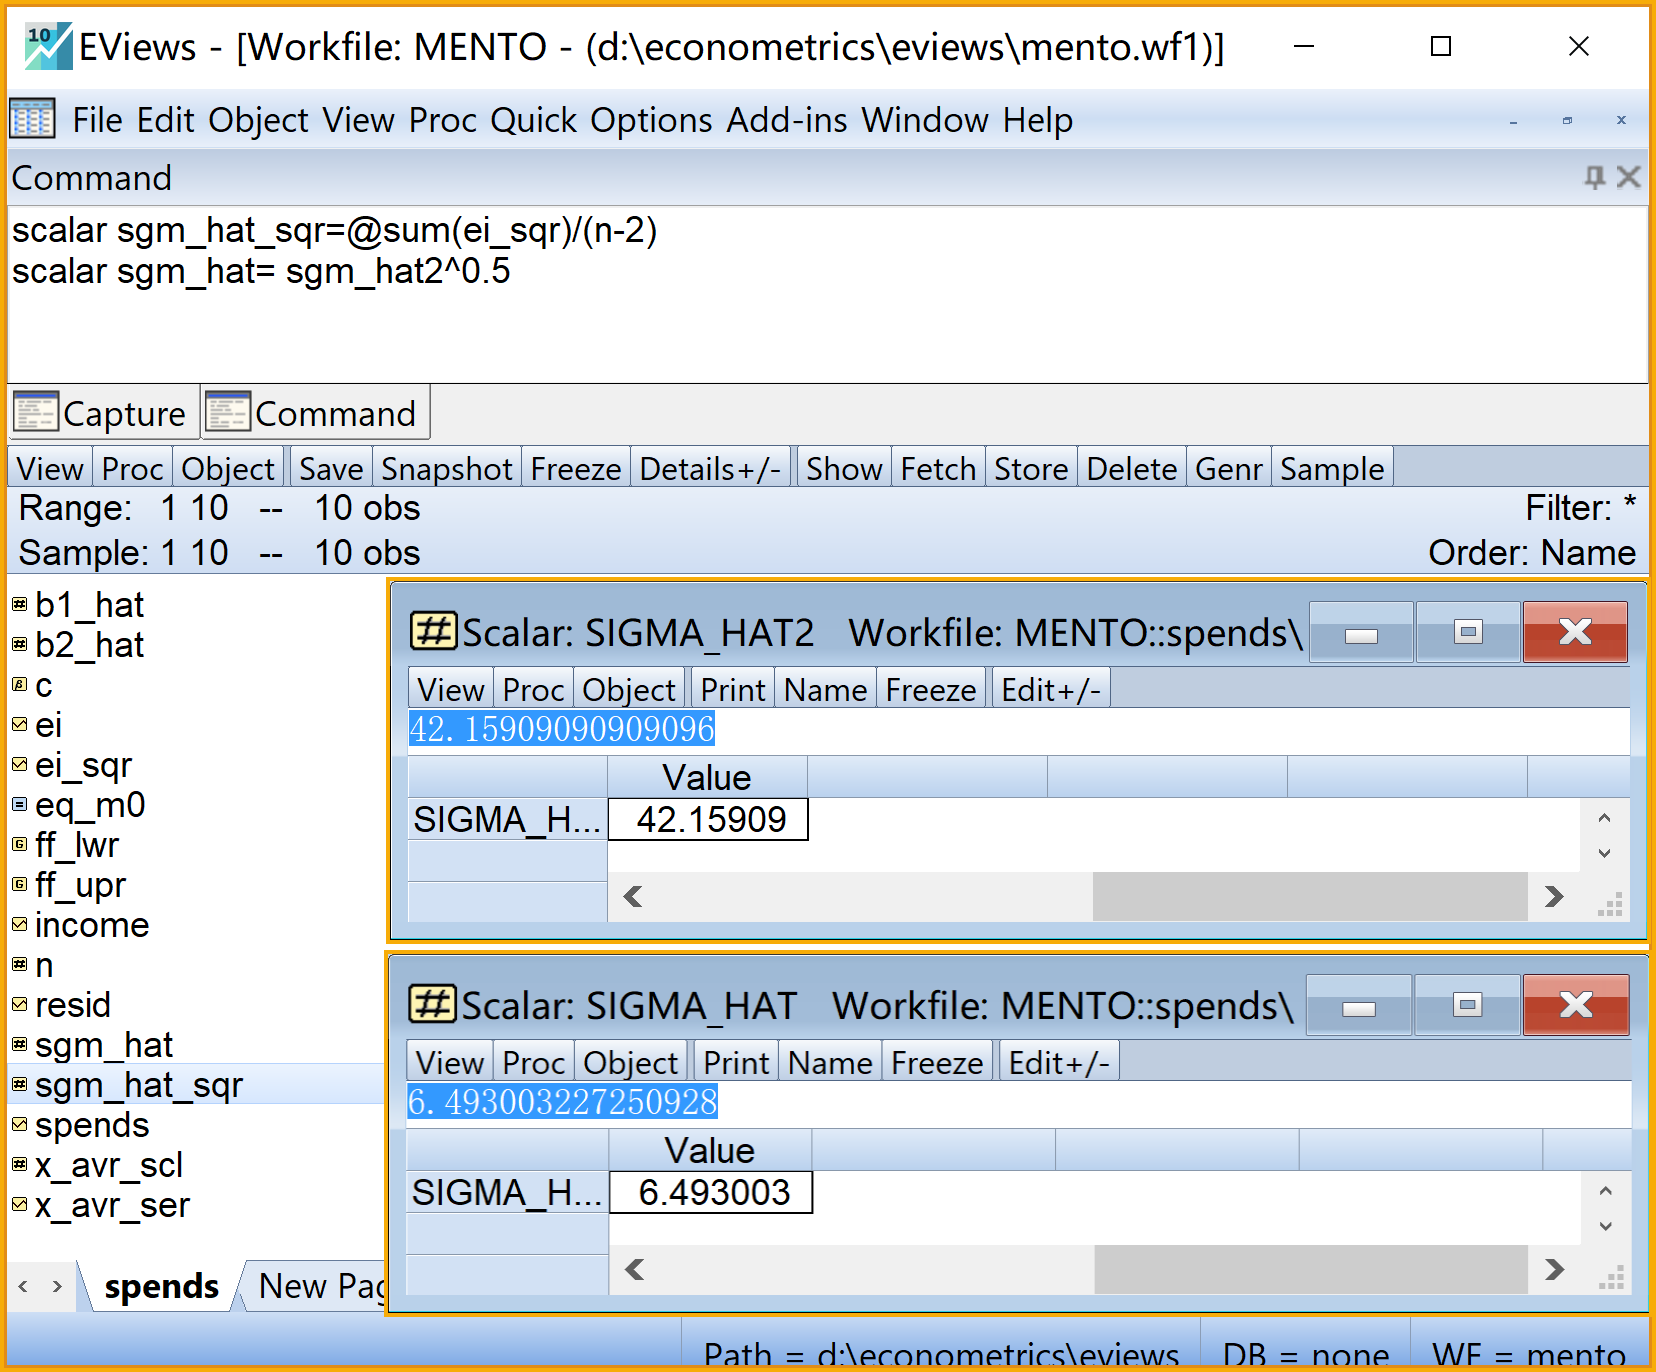 10 EViews - [Workfile: MENTO - (d:\econometrics\eviews\mento.wf1)]
File Edit Object View Proc Quick Options Add-ins Window Help
Command
scalar sgm_hat_sqr=@sum(ei_sqr)/(n-2)
scalar sgm_hat= sgm_hat2^0.5
Capture Command
View Proc Object Save Snapshot Freeze Details+/- Show Fetch Store Delete Genr Sample
Range: 1 10 -- 10 obs Filter: *
Sample: 1 10 -- 10 obs Order: Name
b1_hat
b2_hat
c
ei
ei_sqr
eq_m0
ff_lwr
ff_upr
income
n
resid
sgm_hat
sgm_hat_sqr
spends
x_avr_scl
x_avr_ser
Scalar: SIGMA_HAT2 Workfile: MENTO::spends\
View Proc Object Print Name Freeze Edit+/-
42.15909090909096
Value
SIGMA_H... 42.15909
Scalar: SIGMA_HAT Workfile: MENTO::spends\
View Proc Object Print Name Freeze Edit+/-
6.493003227250928
Value
SIGMA_H... 6.493003
spends New Pag
Path = d:\econometrics\eviews DB = none WF = mento